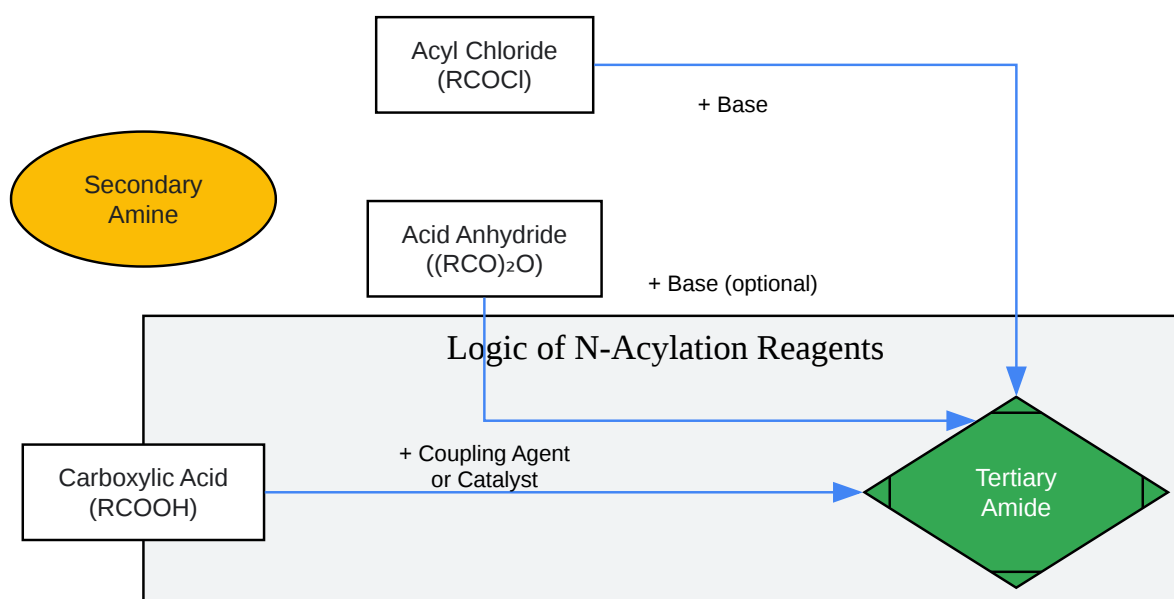 Acyl Chloride
(RCOCl)
+ Base
Secondary
Amine
Acid Anhydride
((RCO)₂O)
+ Base (optional)
Logic of N-Acylation Reagents
Carboxylic Acid
(RCOOH)
+ Coupling Agent
or Catalyst
Tertiary
Amide